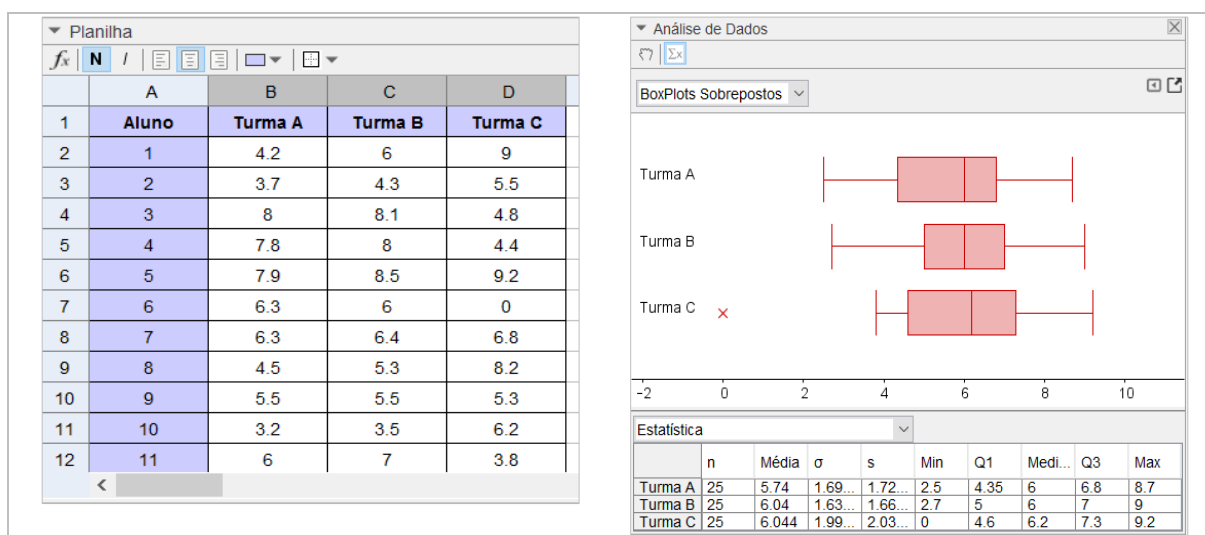 Planilha
fx N I
A B C D
1 Aluno Turma A Turma B Turma C
2 1 4.2 6 9
3 2 3.7 4.3 5.5
4 3 8 8.1 4.8
5 4 7.8 8 4.4
6 5 7.9 8.5 9.2
7 6 6.3 6 0
8 7 6.3 6.4 6.8
9 8 4.5 5.3 8.2
10 9 5.5 5.5 5.3
11 10 3.2 3.5 6.2
12 11 6 7 3.8
Análise de Dados
Σx
BoxPlots Sobrepostos
Turma A
Turma B
Turma C
-2 0 2 4 6 8 10
Estatística
n Média σ s Min Q1 Medi... Q3 Max
Turma A 25 5.74 1.69... 1.72... 2.5 4.35 6 6.8 8.7
Turma B 25 6.04 1.63... 1.66... 2.7 5 6 7 9
Turma C 25 6.044 1.99... 2.03... 0 4.6 6.2 7.3 9.2